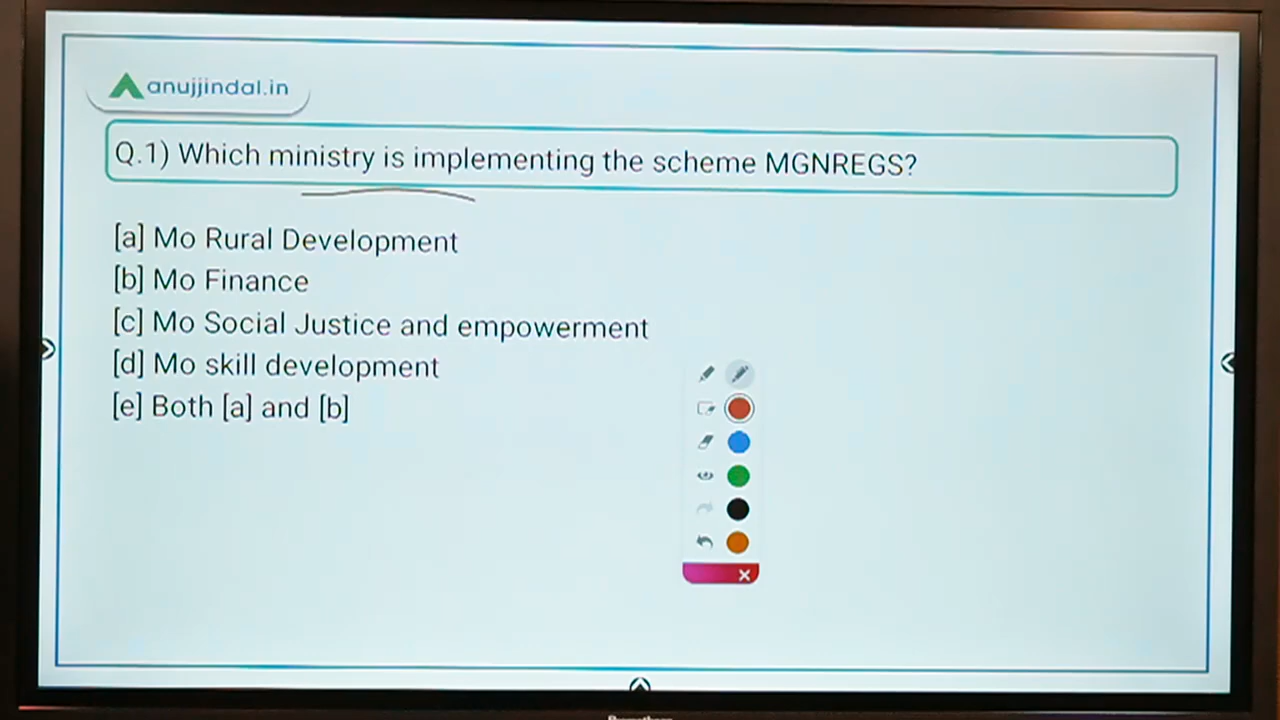 anujjindal.in
Q.1) Which ministry is implementing the scheme MGNREGS?
[a] Mo Rural Development
[b] Mo Finance
[c] Mo Social Justice and empowerment
[d] Mo skill development
[e] Both [a] and [b]